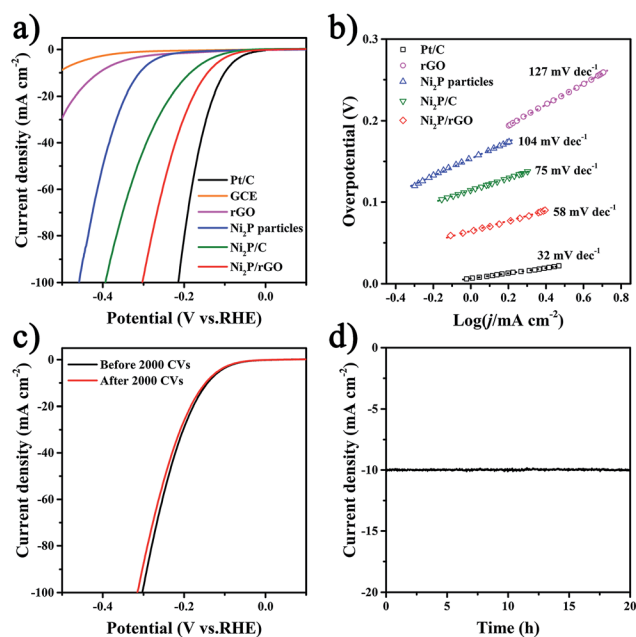 a)
Current density (mA cm⁻²)
0
-20
-40
-60
-80
-100
-0.4
-0.2
0.0
Potential (V vs.RHE)
Pt/C
GCE
rGO
Ni₂P particles
Ni₂P/C
Ni₂P/rGO
b)
Overpotential (V)
0.3
0.2
0.1
0.0
-0.4
0.0
0.4
0.8
Log(j/mA cm⁻²)
Pt/C
rGO
Ni₂P particles
Ni₂P/C
Ni₂P/rGO
127 mV dec⁻¹
104 mV dec⁻¹
75 mV dec⁻¹
58 mV dec⁻¹
32 mV dec⁻¹
c)
Current density (mA cm⁻²)
0
-20
-40
-60
-80
-100
-0.4
-0.2
0.0
Potential (V vs.RHE)
Before 2000 CVs
After 2000 CVs
d)
Current density (mA cm⁻²)
0
-5
-10
-15
-20
0
5
10
15
20
Time (h)